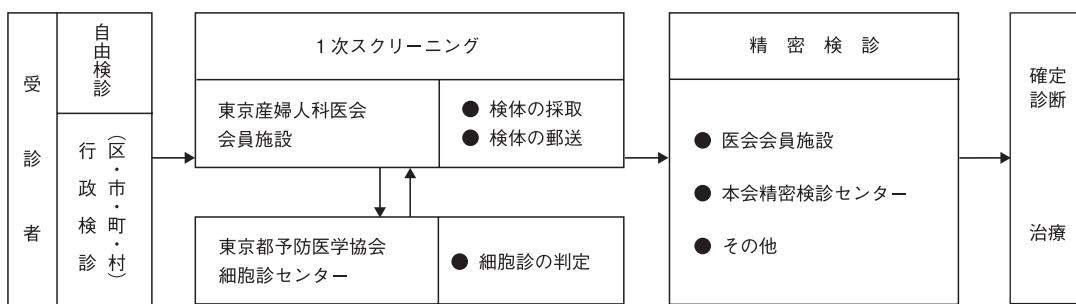 受診者
自由検診
行政検診
（区・市・町・村）
1次スクリーニング
東京産婦人科医会
会員施設
● 検体の採取
● 検体の郵送
東京都予防医学協会
細胞診センター
● 細胞診の判定
精密検診
● 医会会員施設
● 本会精密検診センター
● その他
確定
診断
治療